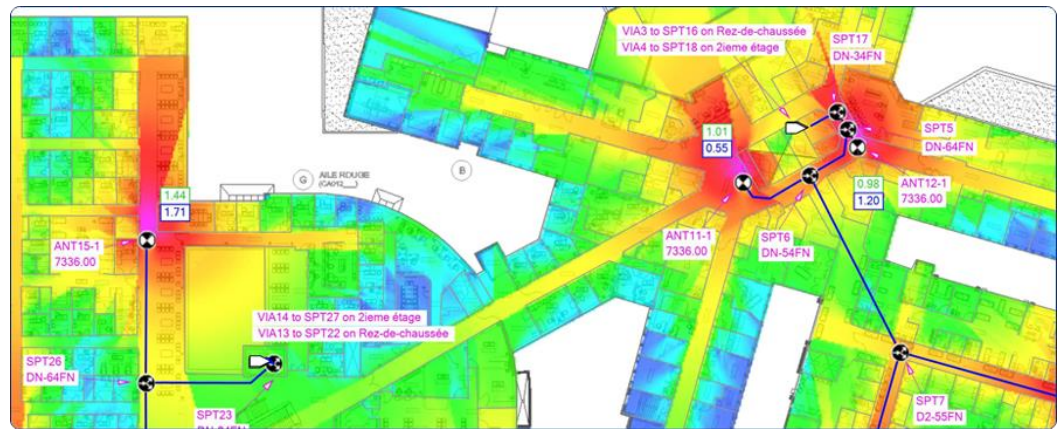 VIA3 to SPT16 on Rez-de-chaussée
VIA4 to SPT18 on 2ieme étage
SPT17
DN-34FN
SPT5
DN-64FN
1.01
0.55
0.98
1.20
ANT12-1
7336.00
ANT11-1
7336.00
SPT6
DN-54FN
G
AILE ROUGE
B
1.44
1.71
ANT15-1
7336.00
VIA14 to SPT27 on 2ieme étage
VIA13 to SPT22 on Rez-de-chaussée
SPT26
DN-64FN
SPT23
SPT7
D2-55FN